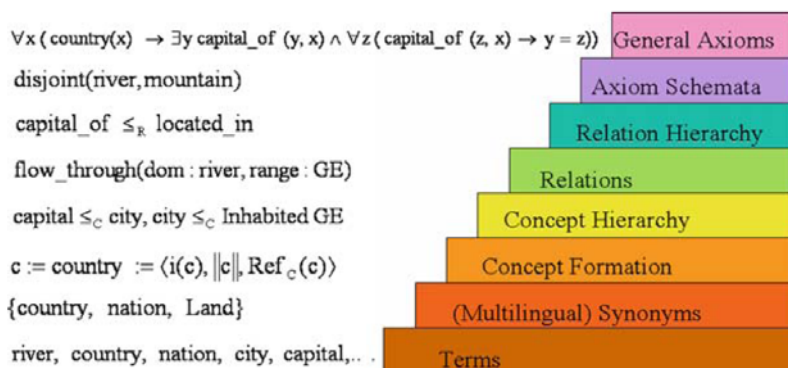 ∀x ( country(x) → ∃y capital_of (y, x) ∧ ∀z ( capital_of (z, x) → y = z)) General Axioms
disjoint(river, mountain) Axiom Schemata
capital_of ≤R located_in Relation Hierarchy
flow_through(dom : river, range : GE) Relations
capital ≤C city, city ≤C Inhabited GE Concept Hierarchy
c := country := ⟨i(c), ‖c‖, Ref C(c)⟩ Concept Formation
{country, nation, Land} (Multilingual) Synonyms
river, country, nation, city, capital,... Terms